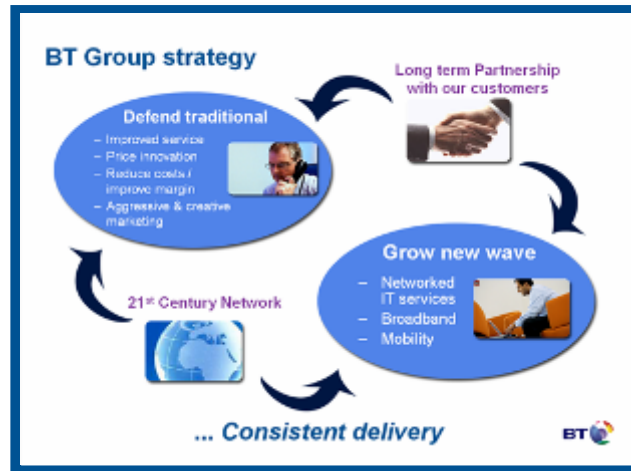 BT Group strategy
Long term Partnership
with our customers
Defend traditional
– Improved service
– Price innovation
– Reduce costs /
improve margin
– Aggressive & creative
marketing
Grow new wave
– Networked
IT services
– Broadband
– Mobility
21st Century Network
... Consistent delivery
BT